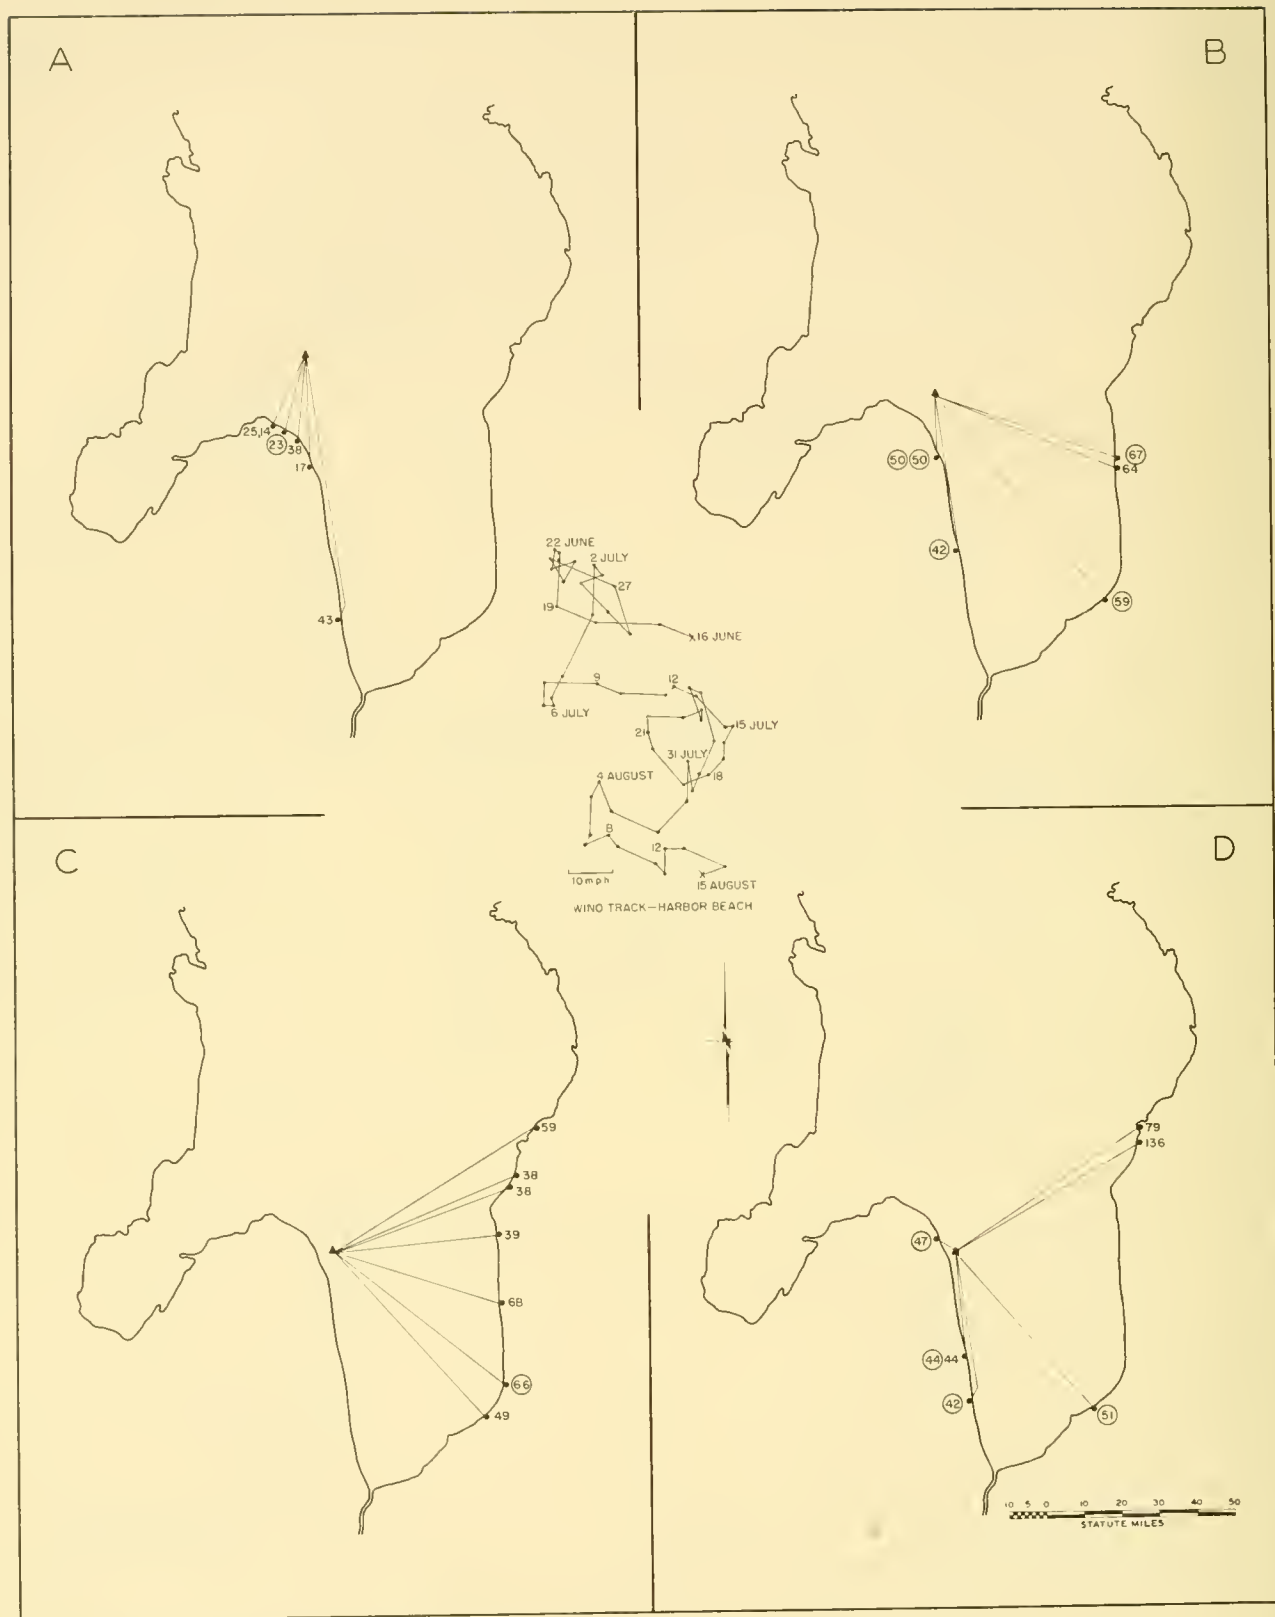 A
B
25,14
23
38
17
43
50 50
67
64
42
59
22 JUNE
2 JULY
27
19
16 JUNE
9
12
6 JULY
15 JULY
21
31 JULY
18
4 AUGUST
8
12
10 mph
15 AUGUST
WIND TRACK—HARBOR BEACH
C
D
59
38
38
39
68
66
49
79
136
47
44 44
42
51
10 5 0 10 20 30 40 50
STATUTE MILES